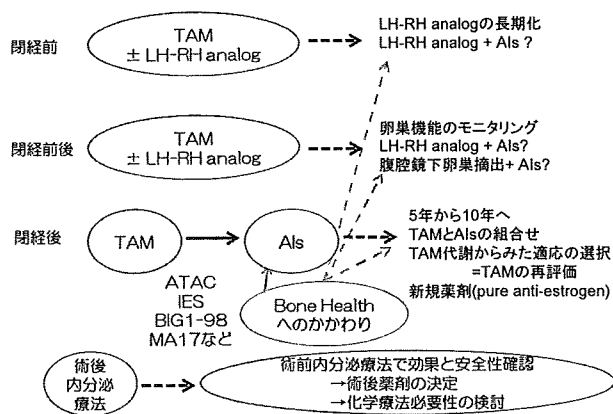 閉経前
TAM
± LH-RH analog
LH-RH analogの長期化
LH-RH analog + AIs ?
閉経前後
TAM
± LH-RH analog
卵巣機能のモニタリング
LH-RH analog + AIs?
腹腔鏡下卵巣摘出+ AIs?
閉経後
TAM
AIs
5年から10年へ
TAMとAIsの組合せ
TAM代謝からみた適応の選択
=TAMの再評価
新規薬剤(pure anti-estrogen)
ATAC
IES
BIG1-98
MA17など
Bone Health
へのかかわり
術後
内分泌
療法
術前内分泌療法で効果と安全性確認
→術後薬剤の決定
→化学療法必要性の検討